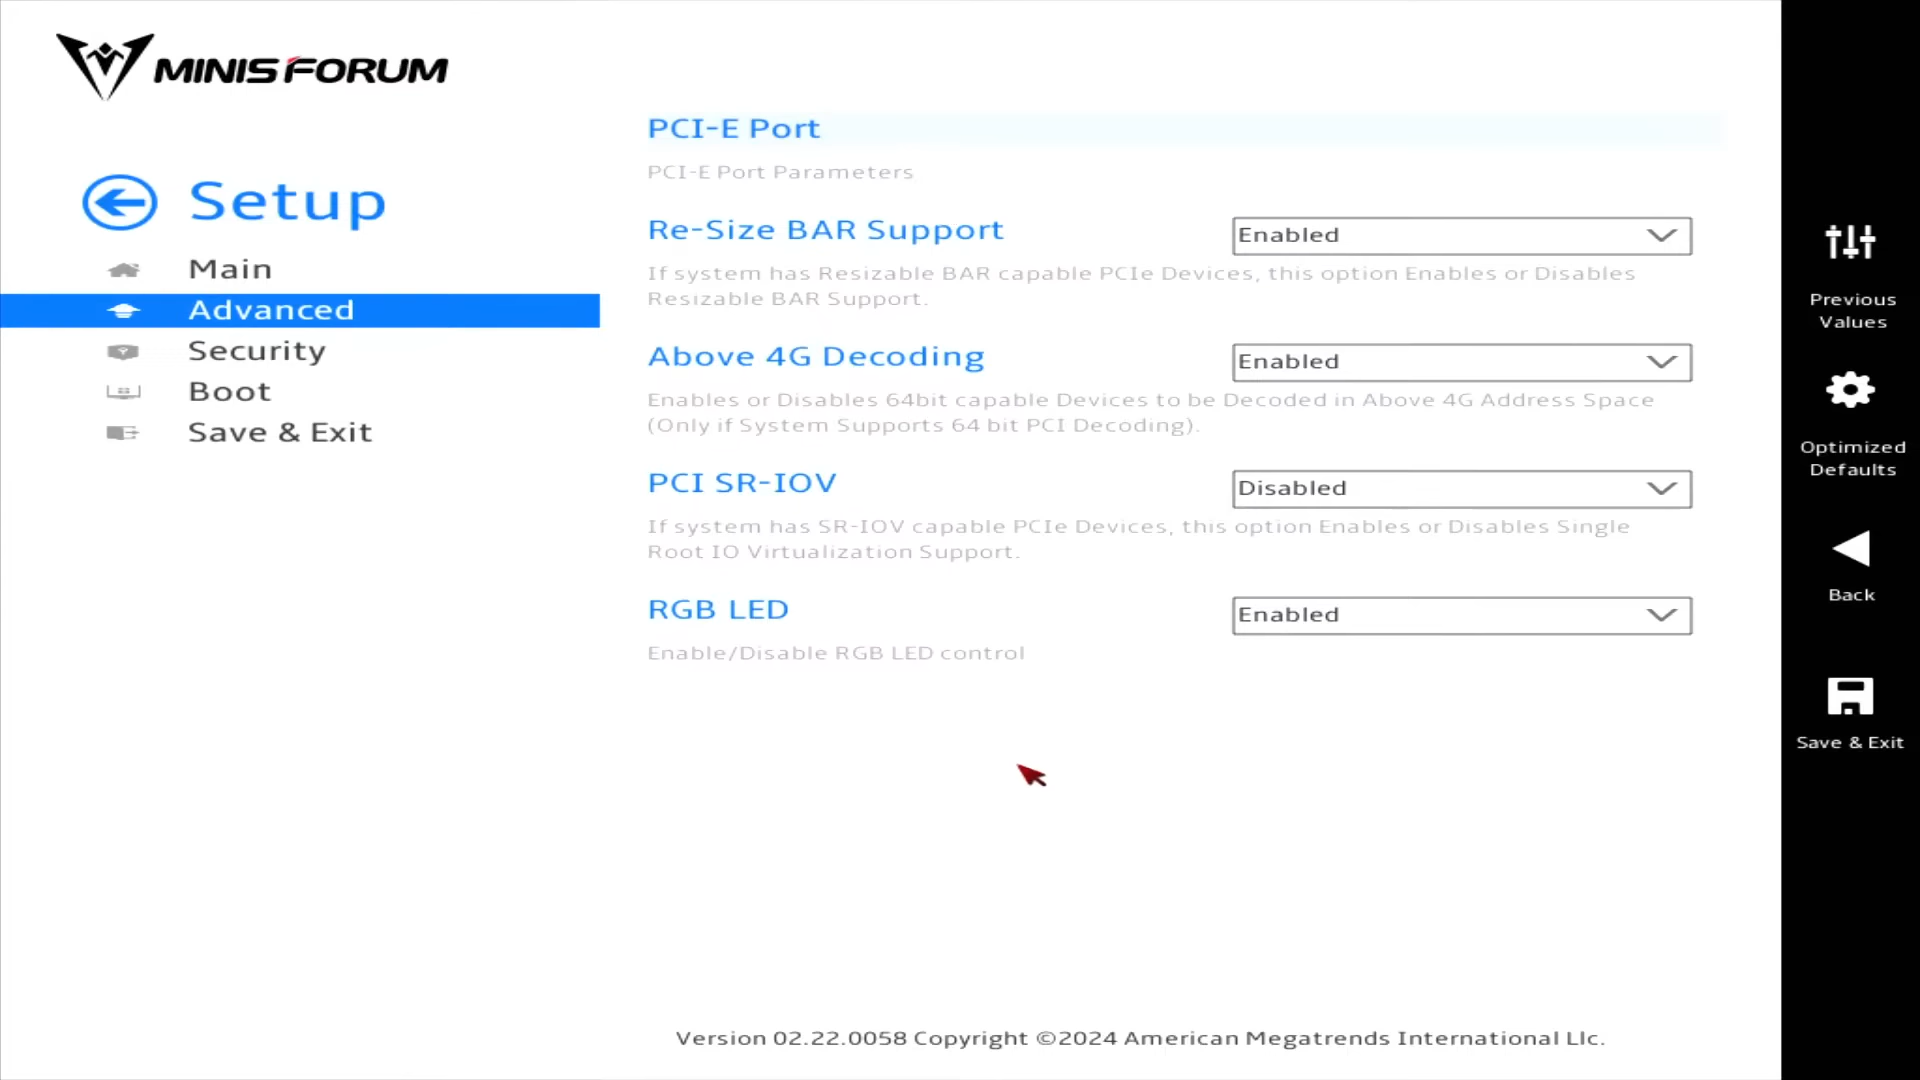 MINISFORUM
Setup
Main
Advanced
Security
Boot
Save & Exit
PCI-E Port
PCI-E Port Parameters
Re-Size BAR Support
Enabled
If system has Resizable BAR capable PCIe Devices, this option Enables or Disables
Resizable BAR Support.
Above 4G Decoding
Enabled
Enables or Disables 64bit capable Devices to be Decoded in Above 4G Address Space
(Only if System Supports 64 bit PCI Decoding).
PCI SR-IOV
Disabled
If system has SR-IOV capable PCIe Devices, this option Enables or Disables Single
Root IO Virtualization Support.
RGB LED
Enabled
Enable/Disable RGB LED control
Previous
Values
Optimized
Defaults
Back
Save & Exit
Version 02.22.0058 Copyright ©2024 American Megatrends International Llc.